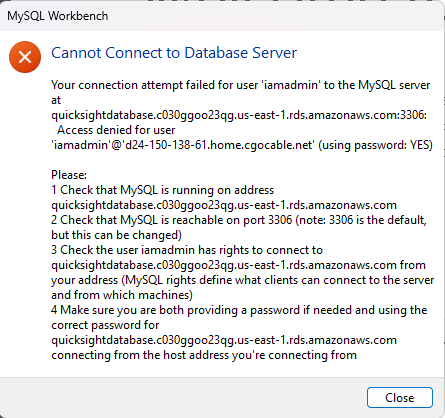 MySQL Workbench
Cannot Connect to Database Server
Your connection attempt failed for user 'iamadmin' to the MySQL server
at
quicksightdatabase.c030ggoo23qg.us-east-1.rds.amazonaws.com:3306:
Access denied for user
'iamadmin'@'d24-150-138-61.home.cgocable.net' (using password: YES)
Please:
1 Check that MySQL is running on address
quicksightdatabase.c030ggoo23qg.us-east-1.rds.amazonaws.com
2 Check that MySQL is reachable on port 3306 (note: 3306 is the default,
but this can be changed)
3 Check the user iamadmin has rights to connect to
quicksightdatabase.c030ggoo23qg.us-east-1.rds.amazonaws.com from
your address (MySQL rights define what clients can connect to the server
and from which machines)
4 Make sure you are both providing a password if needed and using the
correct password for
quicksightdatabase.c030ggoo23qg.us-east-1.rds.amazonaws.com
connecting from the host address you're connecting from
Close